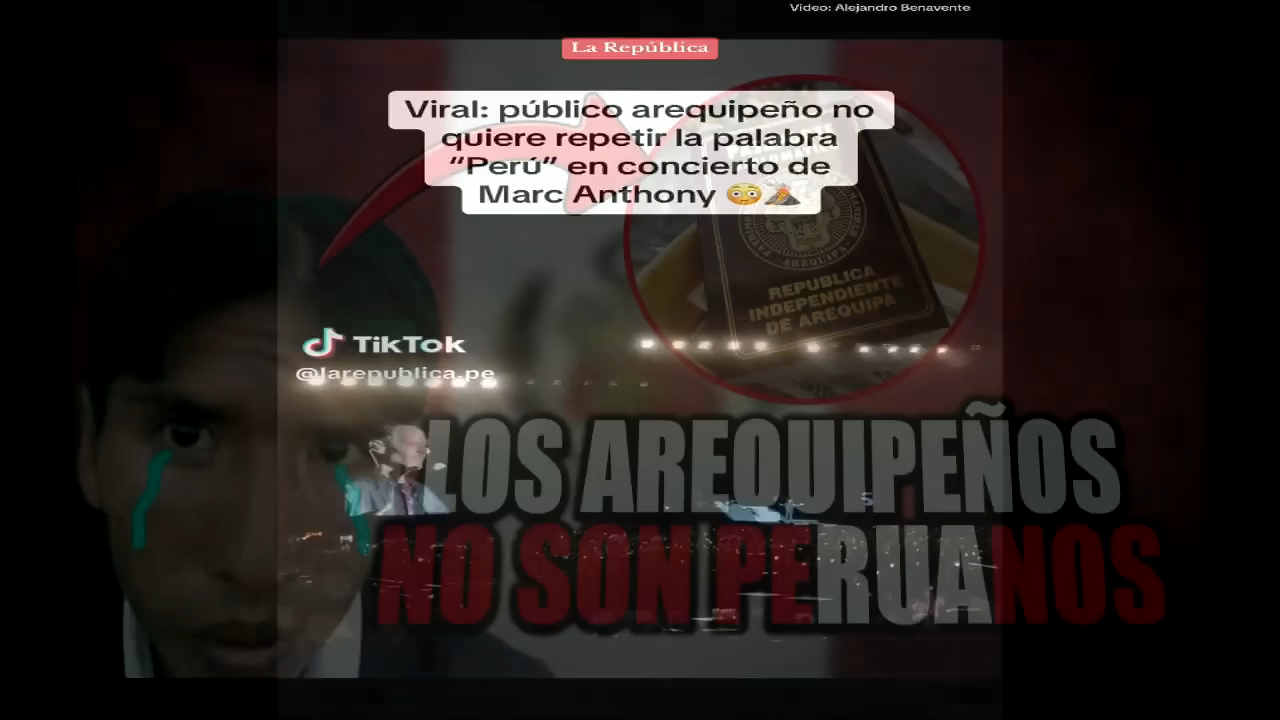 Video: Alejandro Benavente
La República
Viral: público arequipeño no
quiere repetir la palabra
“Perú” en concierto de
Marc Anthony 😳🌋
AREQUIPA
REPUBLICA
INDEPENDIENTE
DE AREQUIPA
TikTok
@larepublica.pe
LOS AREQUIPEÑOS
NO SON PERUANOS